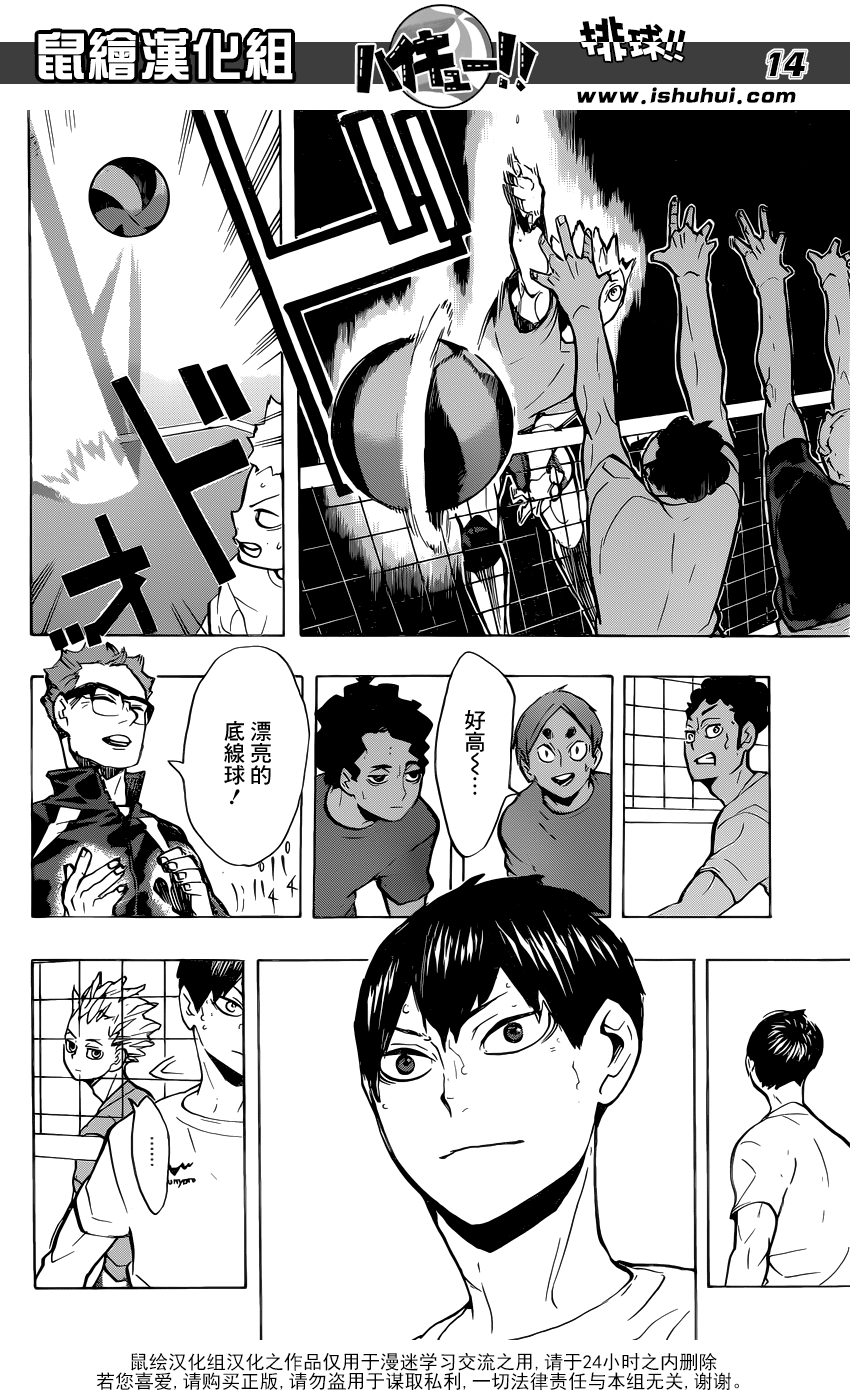 鼠繪漢化組
ハイキュー!!
排球!!
14
www.ishuhui.com
ドオ
好高～…
漂亮的
底線球！
……
鼠绘汉化组汉化之作品仅用于漫迷学习交流之用, 请于24小时之内删除
若您喜爱, 请购买正版, 请勿盗用于谋取私利, 一切法律责任与本组无关, 谢谢。